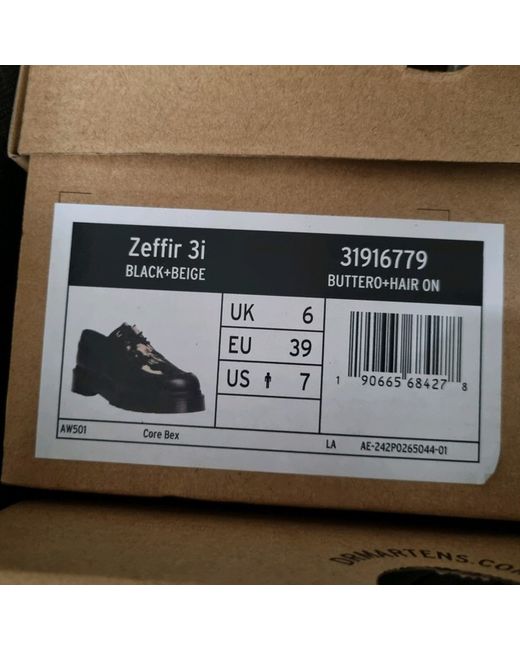 Zeffir 3i
BLACK+BEIGE
31916779
BUTTERO+HAIR ON
UK 6
EU 39
US 7
1 90665 68427 8
AW501
Core Bex
LA
AE-242P0265044-01
DRMARTENS.COM